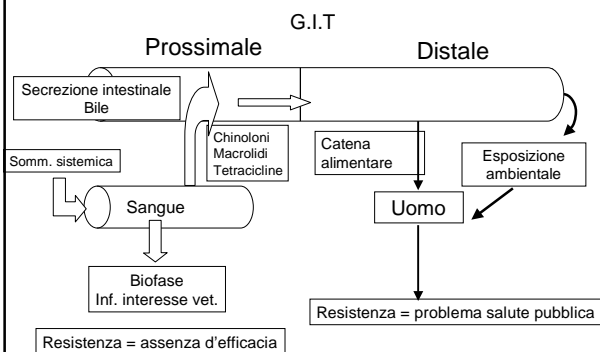 G.I.T
Prossimale
Distale
Secrezione intestinale
Bile
Chinoloni
Macrolidi
Tetracicline
Catena
alimentare
Esposizione
ambientale
Somm. sistemica
Sangue
Uomo
Biofase
Inf. interesse vet.
Resistenza = problema salute pubblica
Resistenza = assenza d'efficacia